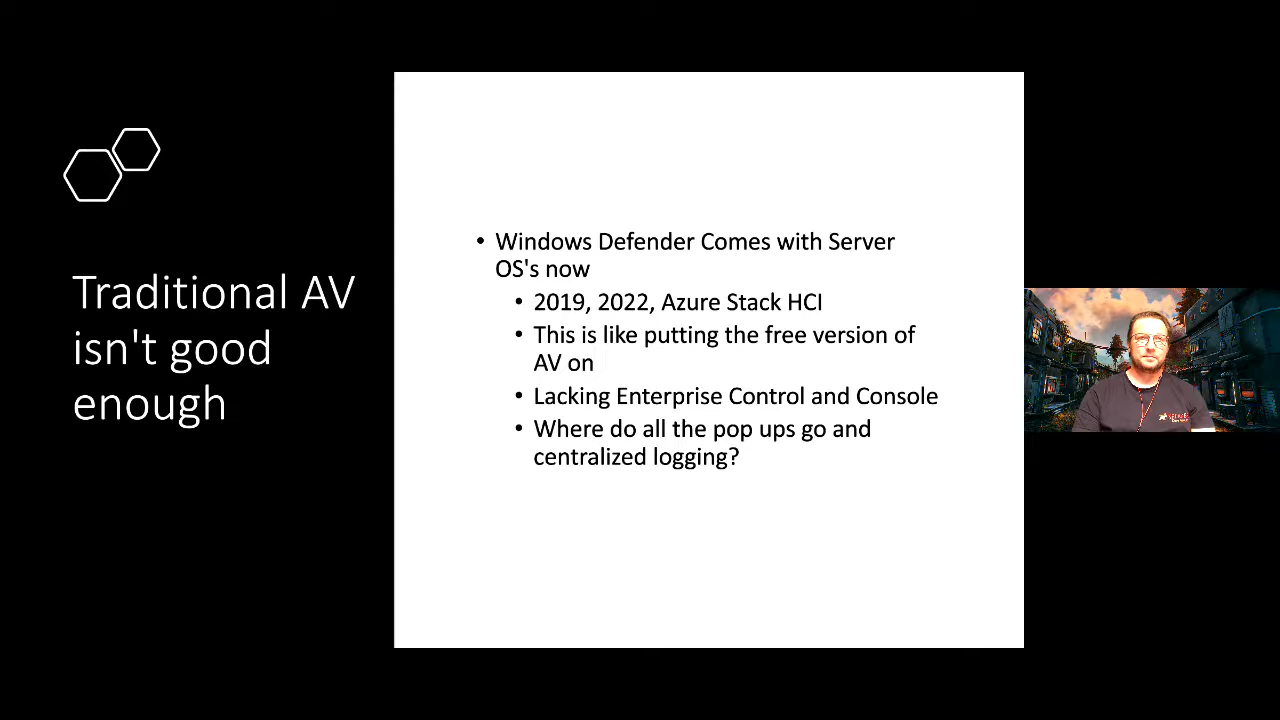 Traditional AV
isn't good
enough
• Windows Defender Comes with Server
OS's now
• 2019, 2022, Azure Stack HCI
• This is like putting the free version of
AV on
• Lacking Enterprise Control and Console
• Where do all the pop ups go and
centralized logging?